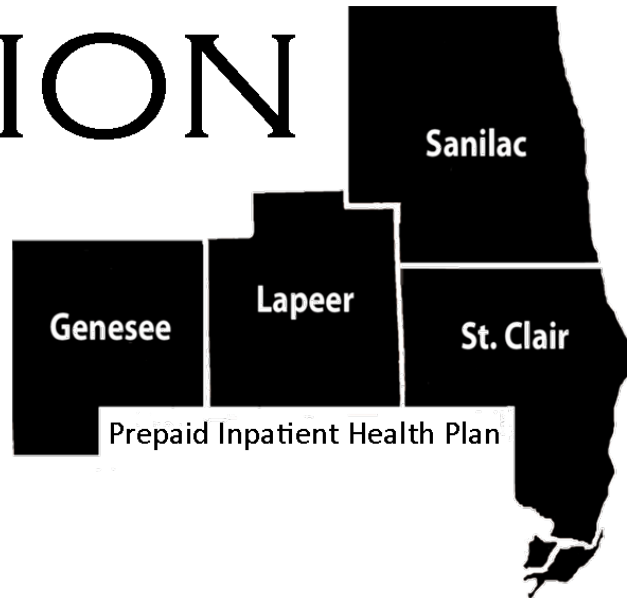 ION
Sanilac
Lapeer
Genesee
St. Clair
Prepaid Inpatient Health Plan